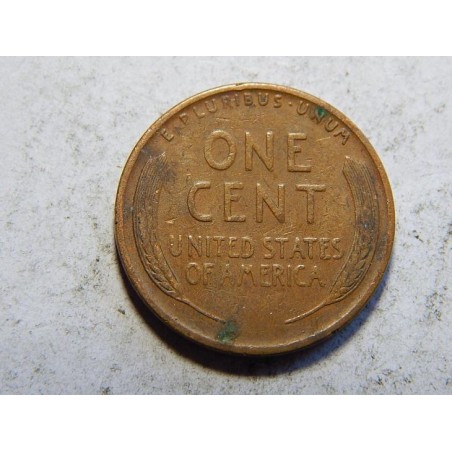 E·PLURIBUS·UNUM
ONE
CENT
UNITED STATES
OF AMERICA